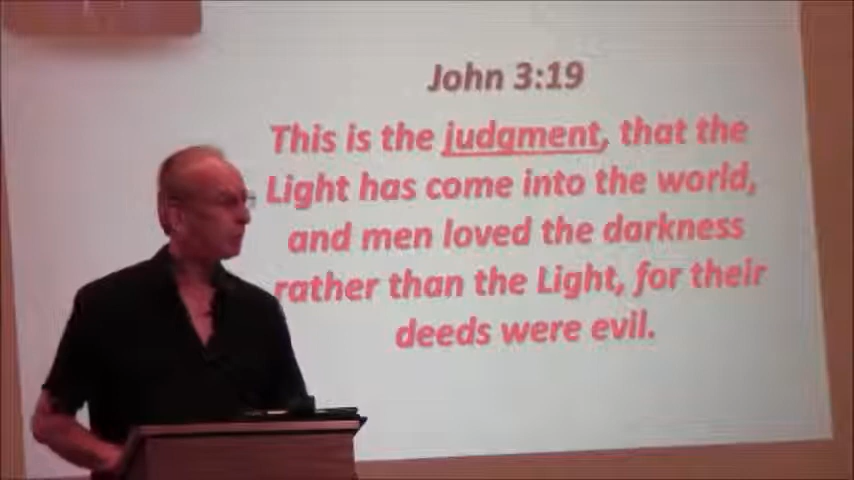 John 3:19
This is the judgment, that the
Light has come into the world,
and men loved the darkness
rather than the Light, for their
deeds were evil.